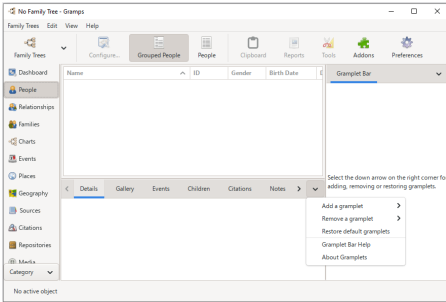 No Family Tree - Gramps
Family Trees Edit View Help
Family Trees Configure... Grouped People People Clipboard Reports Tools Addons Preferences
Dashboard
People
Relationships
Families
Charts
Events
Places
Geography
Sources
Citations
Repositories
Media
Category
Name ID Gender Birth Date
Gramplet Bar
Select the down arrow on the right corner for
adding, removing or restoring gramplets.
Details Gallery Events Children Citations Notes
Add a gramplet
Remove a gramplet
Restore default gramplets
Gramplet Bar Help
About Gramplets
No active object